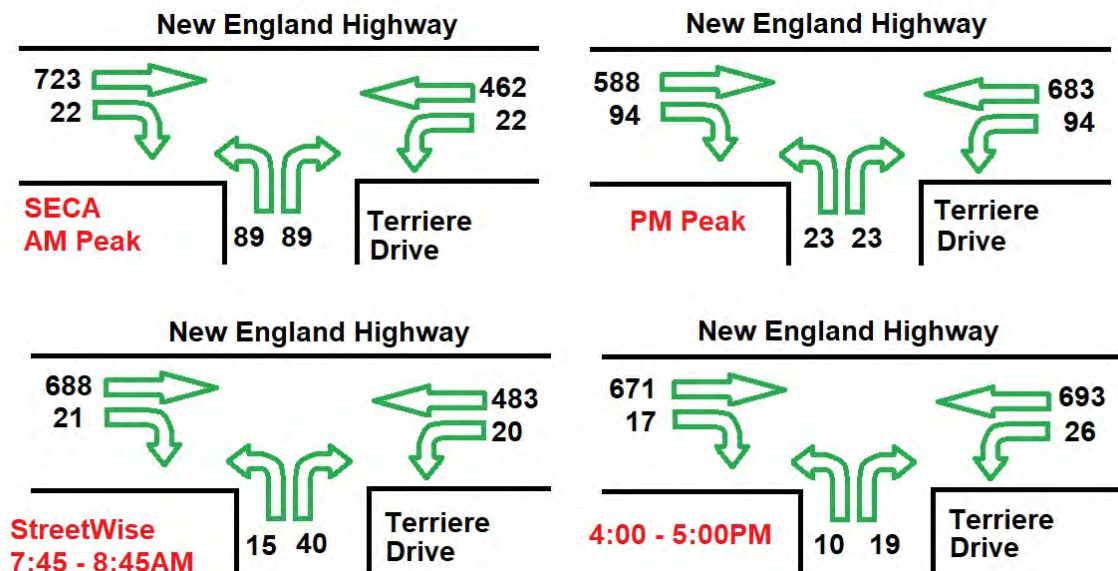 New England Highway
723
22
462
22
SECA
AM Peak
89 89
Terriere
Drive
New England Highway
588
94
683
94
PM Peak
23 23
Terriere
Drive
New England Highway
688
21
483
20
StreetWise
7:45 - 8:45AM
15 40
Terriere
Drive
New England Highway
671
17
693
26
4:00 - 5:00PM
10 19
Terriere
Drive